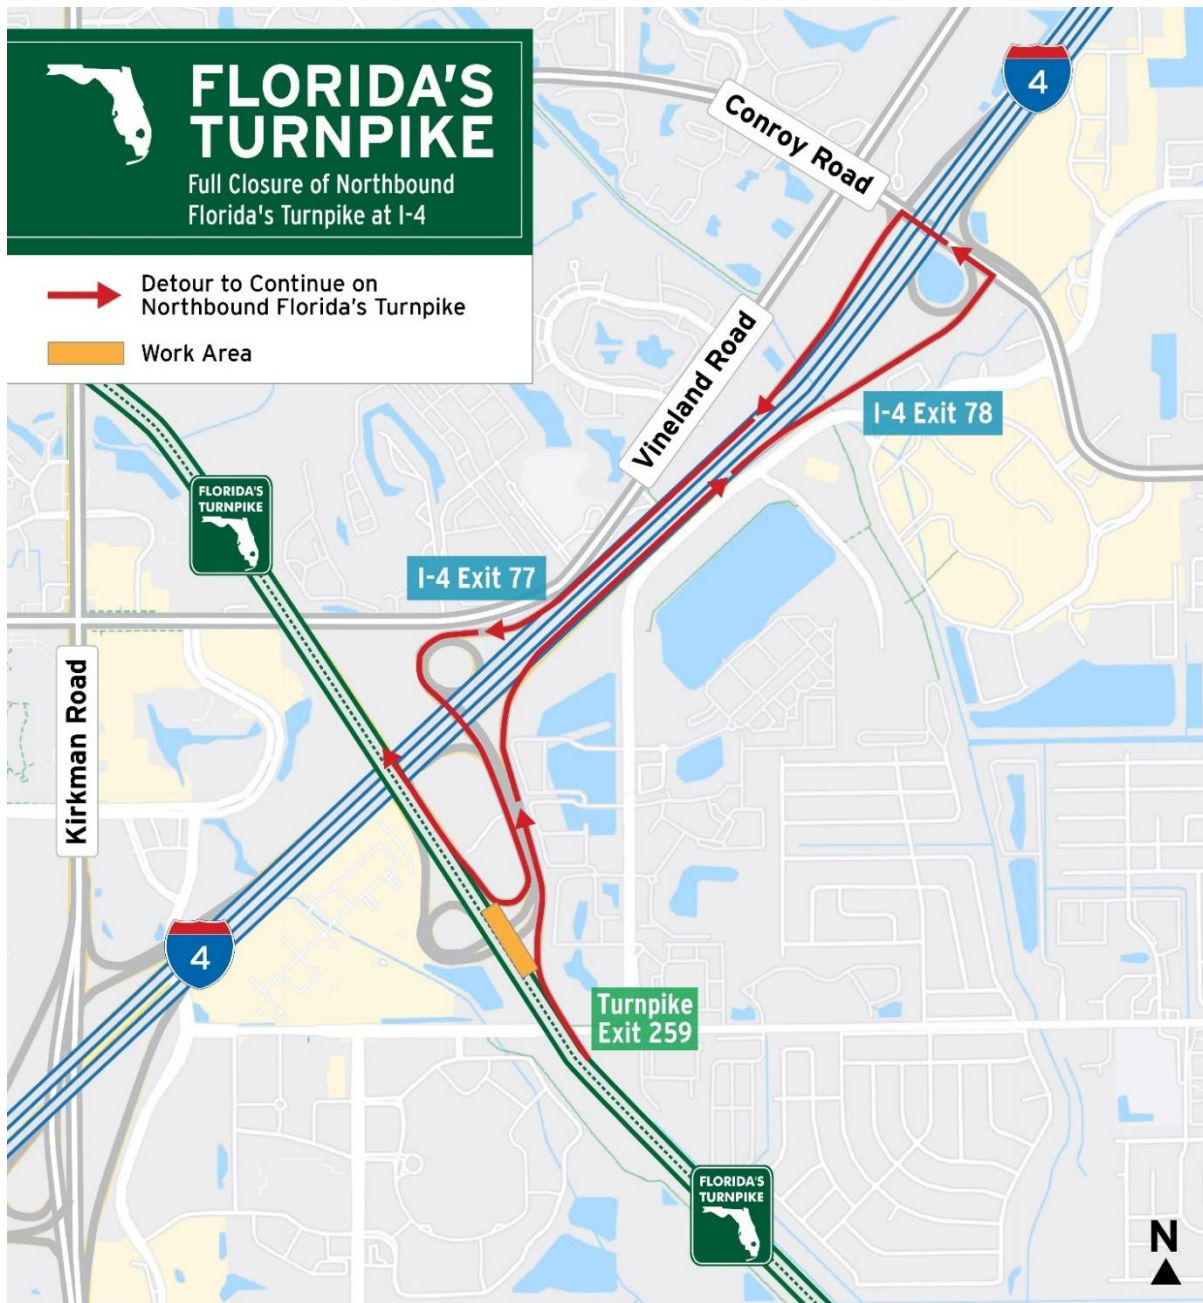 FLORIDA'S
TURNPIKE
Full Closure of Northbound
Florida's Turnpike at I-4
Detour to Continue on
Northbound Florida's Turnpike
Work Area
4
Conroy Road
Vineland Road
I-4 Exit 78
FLORIDA'S
TURNPIKE
I-4 Exit 77
Kirkman Road
4
Turnpike
Exit 259
FLORIDA'S
TURNPIKE
N